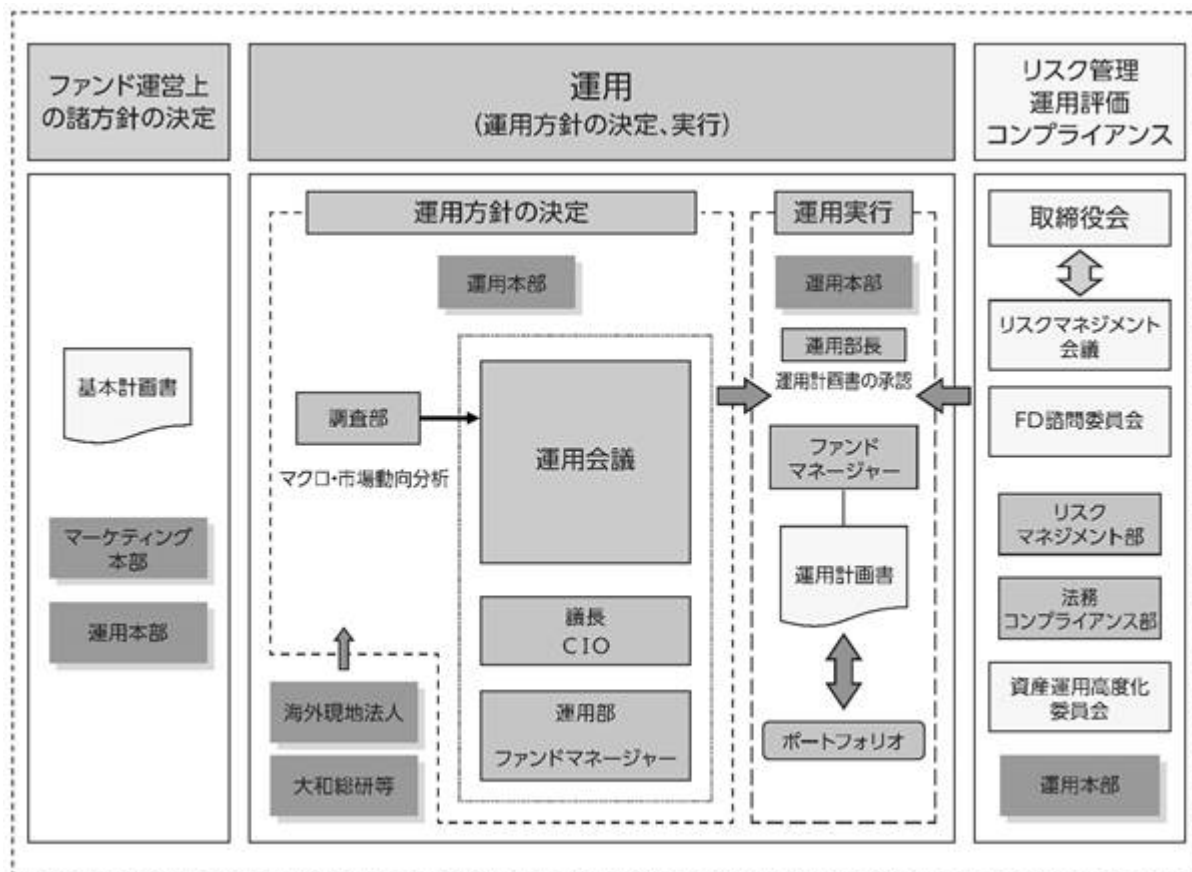 ファンド運営上
の諸方針の決定
運用
(運用方針の決定、実行)
リスク管理
運用評価
コンプライアンス
基本計画書
マーケティング
本部
運用本部
運用方針の決定
運用本部
調査部
マクロ・市場動向分析
運用会議
議長
CIO
運用部
ファンドマネージャー
海外現地法人
大和総研等
運用実行
運用本部
運用部長
運用計画書の承認
ファンド
マネージャー
運用計画書
ポートフォリオ
取締役会
リスクマネジメント
会議
FD諮問委員会
リスク
マネジメント部
法務
コンプライアンス部
資産運用高度化
委員会
運用本部